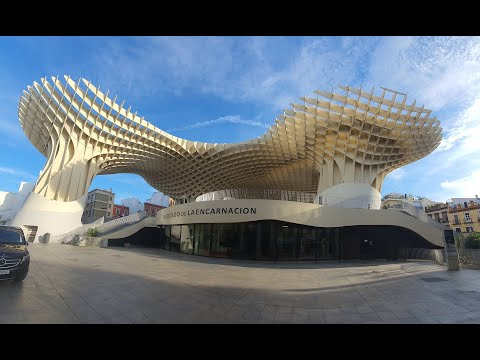 MERCADO DE LA ENCARNACION